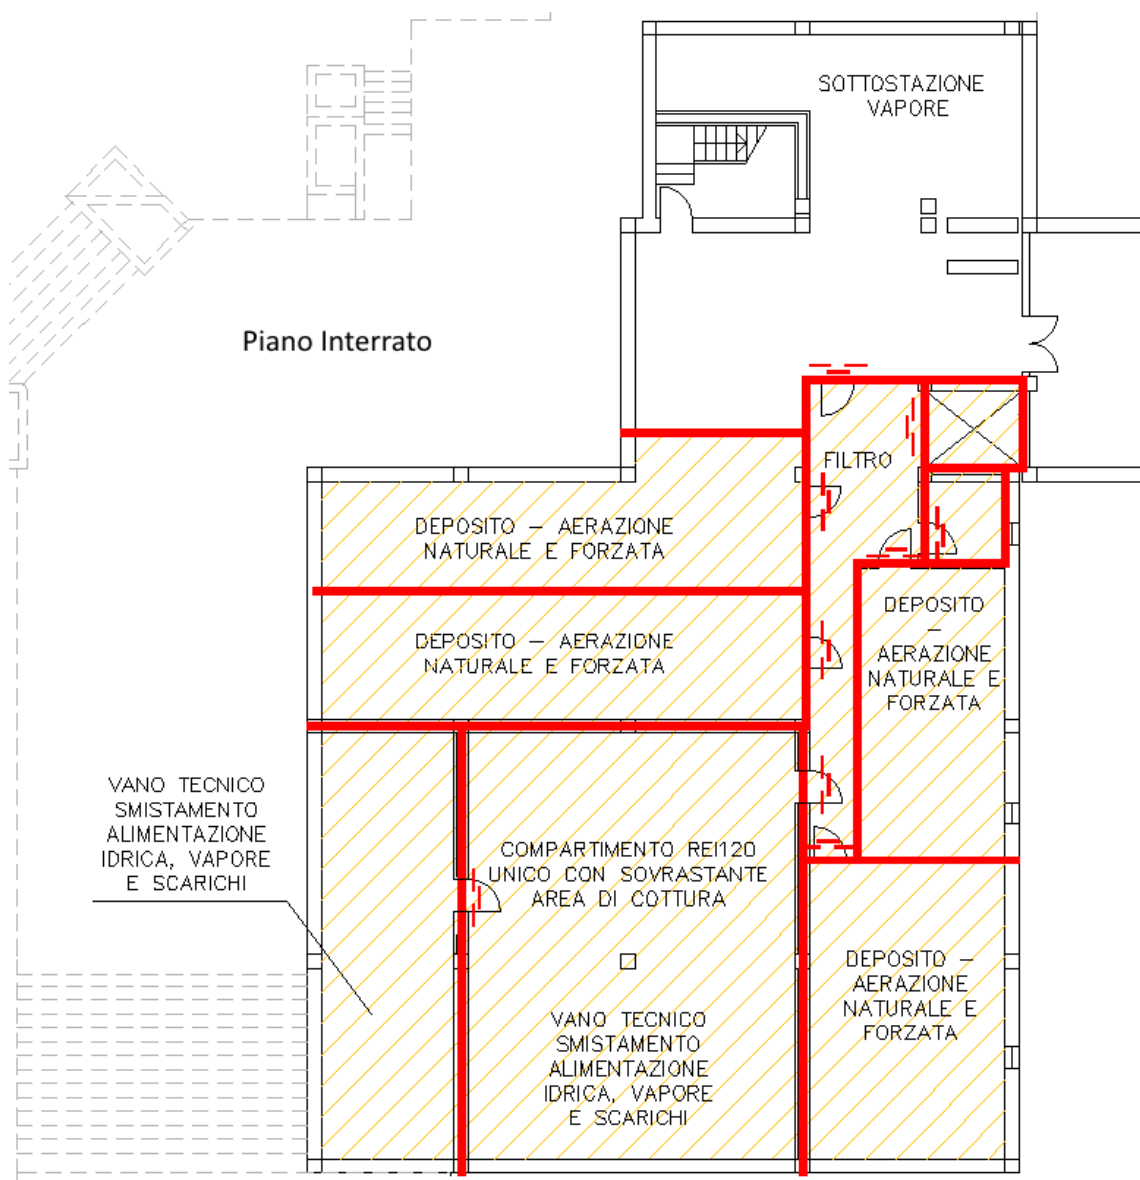 SOTTOSTAZIONE
VAPORE
Piano Interrato
FILTRO
DEPOSITO – AERAZIONE
NATURALE E FORZATA
DEPOSITO
–
AERAZIONE
NATURALE E
FORZATA
DEPOSITO – AERAZIONE
NATURALE E FORZATA
VANO TECNICO
SMISTAMENTO
ALIMENTAZIONE
IDRICA, VAPORE
E SCARICHI
COMPARTIMENTO REI120
UNICO CON SOVRASTANTE
AREA DI COTTURA
DEPOSITO –
AERAZIONE
NATURALE E
FORZATA
VANO TECNICO
SMISTAMENTO
ALIMENTAZIONE
IDRICA, VAPORE
E SCARICHI